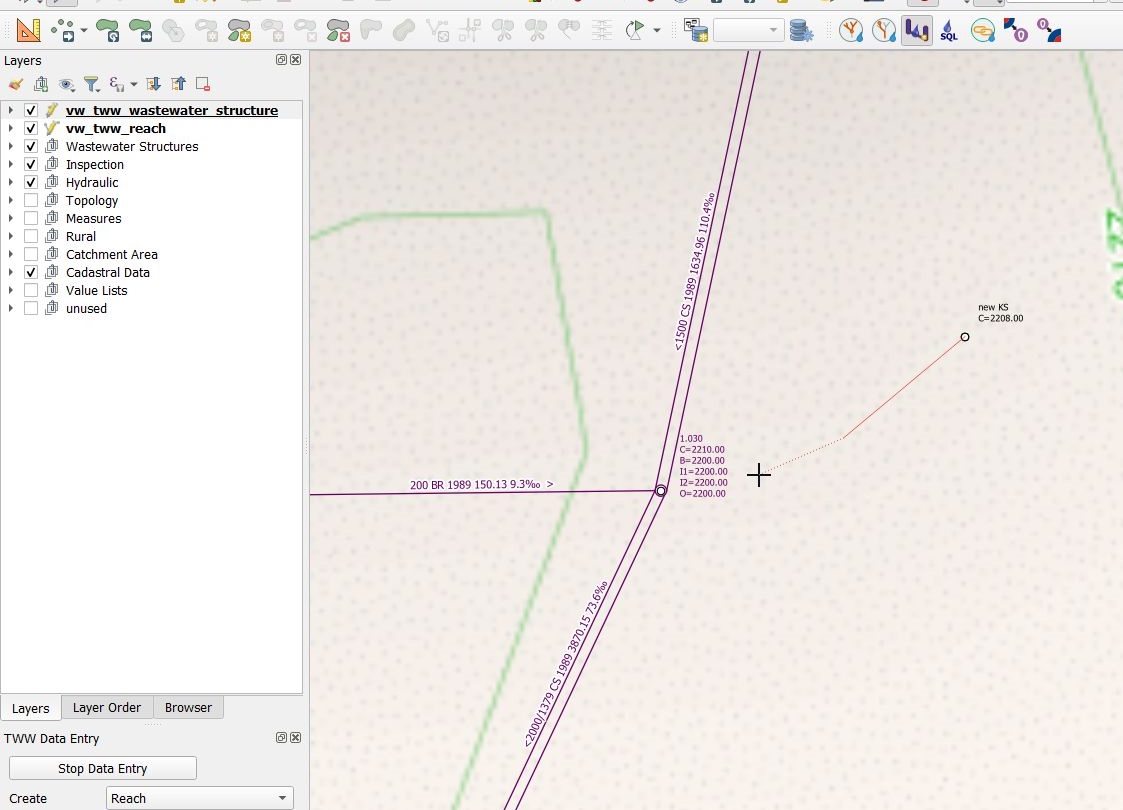 SQL
Layers
vw_tww_wastewater_structure
vw_tww_reach
Wastewater Structures
Inspection
Hydraulic
Topology
Measures
Rural
Catchment Area
Cadastral Data
Value Lists
unused
Layers
Layer Order
Browser
TWW Data Entry
Stop Data Entry
Create
Reach
<1500 CS 1989 1634.96 110.4‰
new KS
C=2208.00
1.030
C=2210.00
B=2200.00
I1=2200.00
I2=2200.00
O=2200.00
200 BR 1989 150.13 9.3‰ >
<2000/1379 CS 1989 3870.15 73.6‰